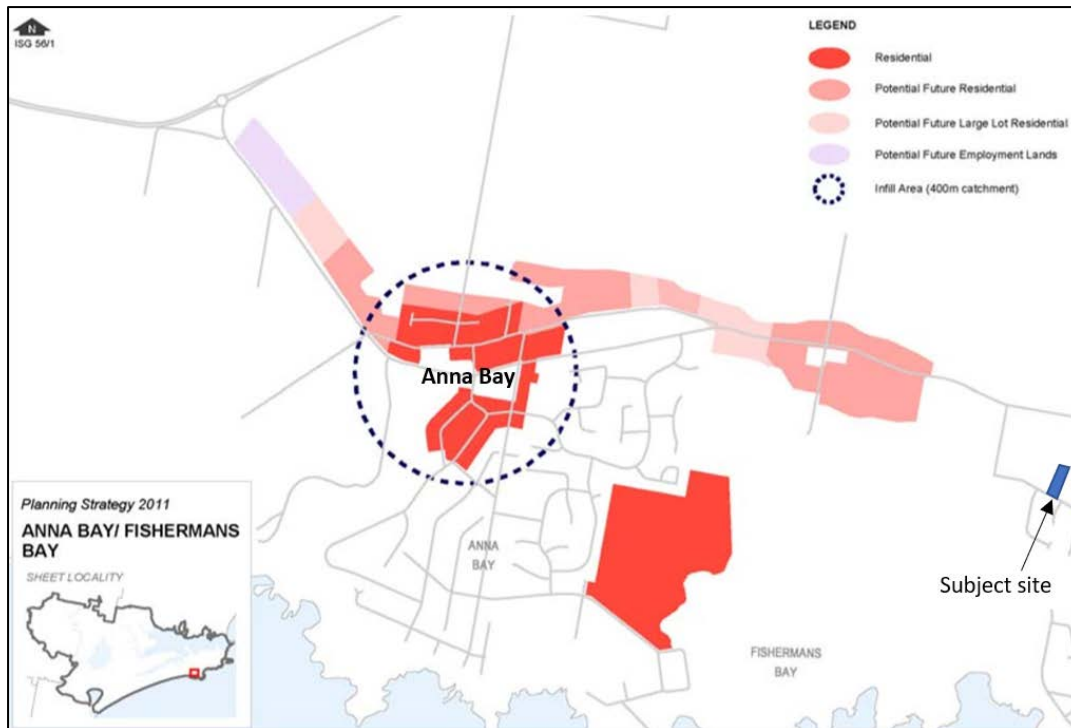 N
ISG 56/1
LEGEND
Residential
Potential Future Residential
Potential Future Large Lot Residential
Potential Future Employment Lands
Infill Area (400m catchment)
Anna Bay
Planning Strategy 2011
ANNA BAY/ FISHERMANS
BAY
SHEET LOCALITY
ANNA
BAY
Subject site
FISHERMANS
BAY